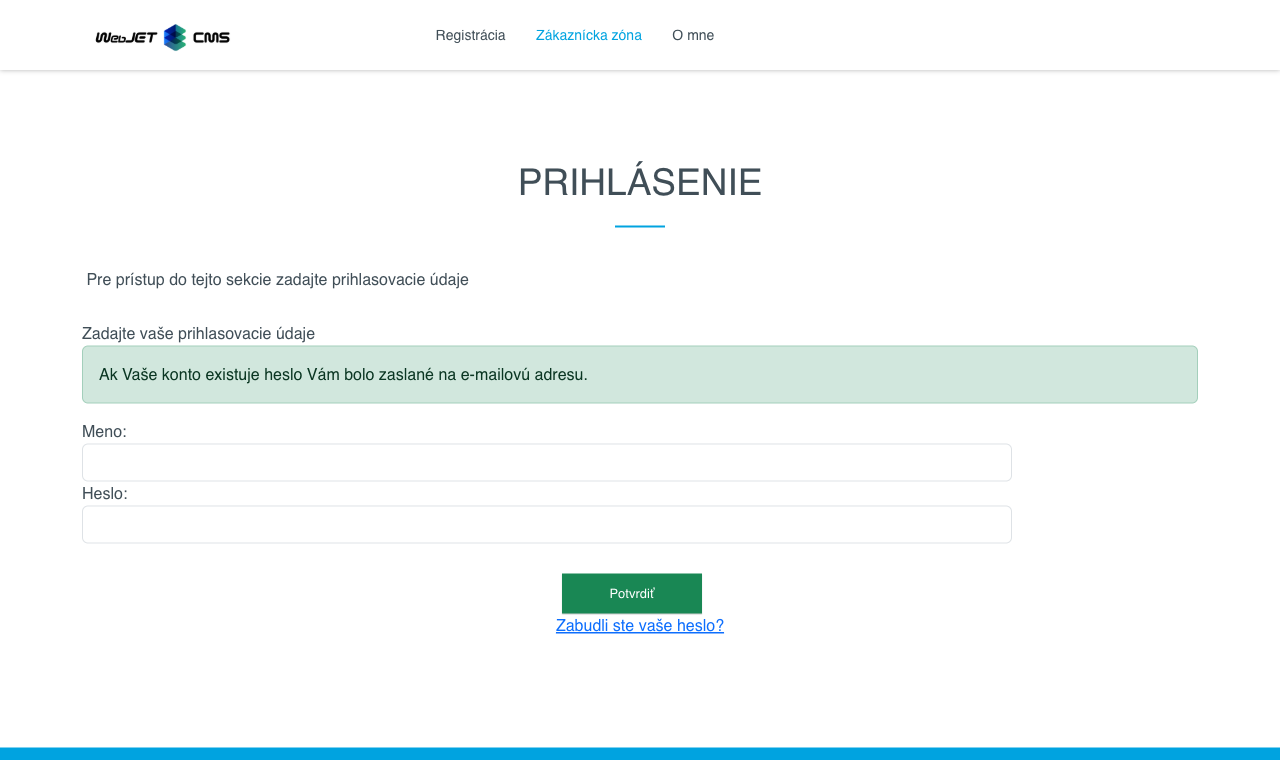 WebJET CMS
Registrácia Zákaznícka zóna O mne
PRIHLÁSENIE
Pre prístup do tejto sekcie zadajte prihlasovacie údaje
Zadajte vaše prihlasovacie údaje
Ak Vaše konto existuje heslo Vám bolo zaslané na e-mailovú adresu.
Meno:
Heslo:
Potvrdiť
Zabudli ste vaše heslo?